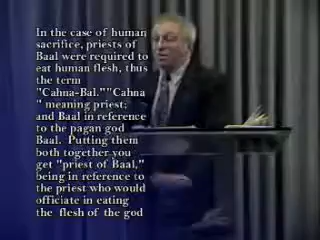 In the case of human
sacrifice, priests of
Baal were required to
eat human flesh, thus
the term
"Cahna-Bal.""Cahna
" meaning priest;
and Baal in reference
to the pagan god
Baal. Putting them
both together you
get "priest of Baal,"
being in reference to
the priest who would
officiate in eating
the flesh of the god